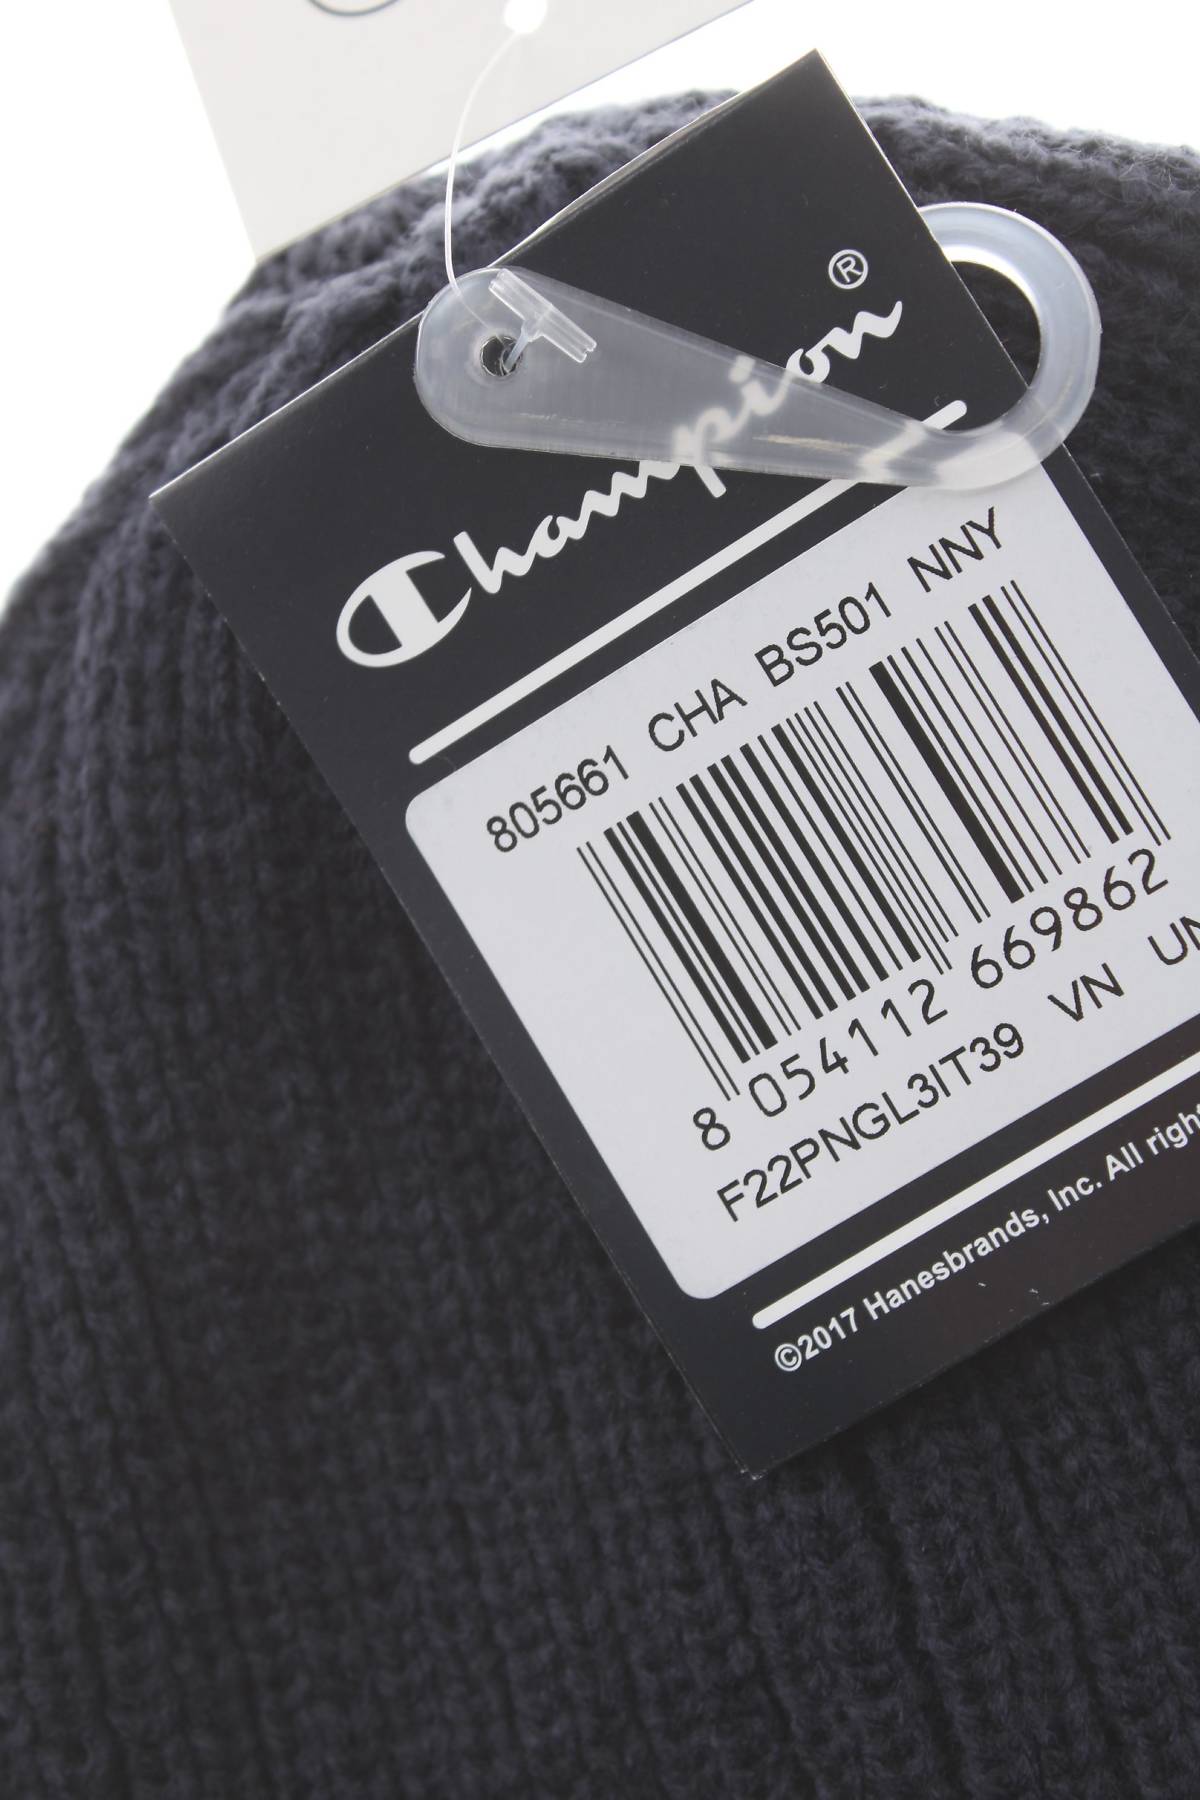 Champion®
805661 CHA BS501 NNY
8 054112 669862
F22PNGL3IT39 VN
©2017 Hanesbrands, Inc. All